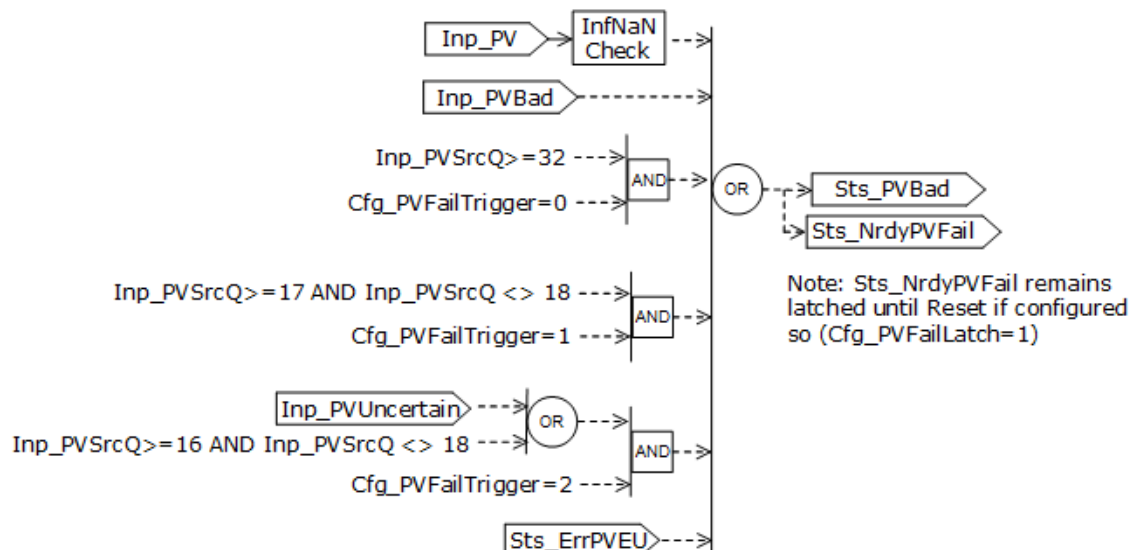 Inp_PV
InfNaN
Check
Inp_PVBad
Inp_PVSrcQ>=32
AND
Cfg_PVFailTrigger=0
OR
Sts_PVBad
Sts_NrdyPVFail
Note: Sts_NrdyPVFail remains
latched until Reset if configured
so (Cfg_PVFailLatch=1)
Inp_PVSrcQ>=17 AND Inp_PVSrcQ <> 18
AND
Cfg_PVFailTrigger=1
Inp_PVUncertain
OR
Inp_PVSrcQ>=16 AND Inp_PVSrcQ <> 18
AND
Cfg_PVFailTrigger=2
Sts_ErrPVEU